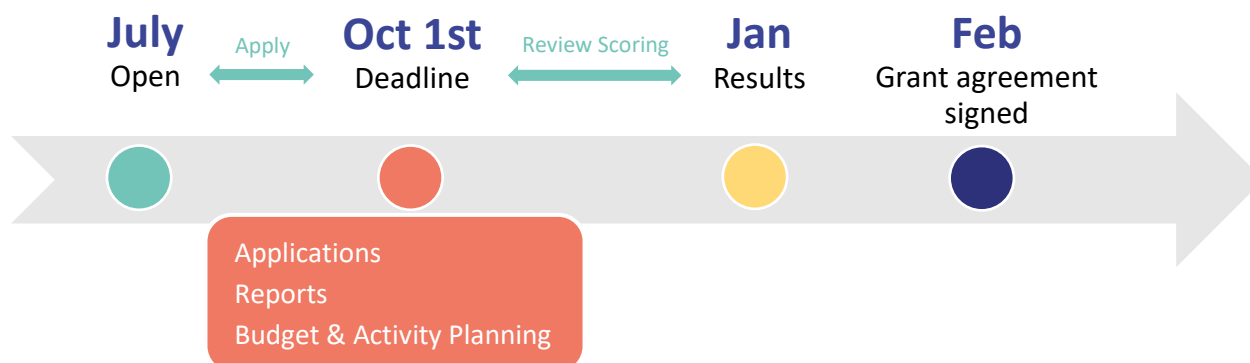 July
Open
Apply
Oct 1st
Deadline
Review Scoring
Jan
Results
Feb
Grant agreement
signed
Applications
Reports
Budget & Activity Planning